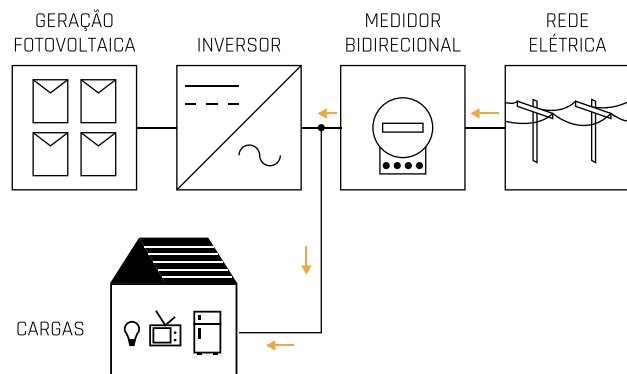 GERAÇÃO
FOTOVOLTAICA
INVERSOR
MEDIDOR
BIDIRECIONAL
REDE
ELÉTRICA
CARGAS